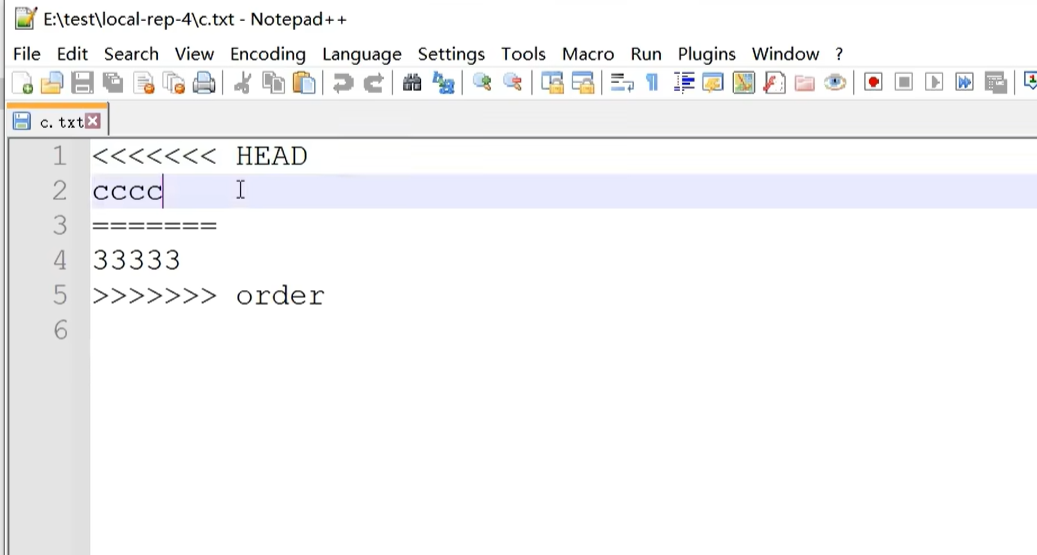 E:\test\local-rep-4\c.txt - Notepad++
File Edit Search View Encoding Language Settings Tools Macro Run Plugins Window ?
c. txt
1 <<<<<<< HEAD
2 cccc
3 =======
4 33333
5 >>>>>>> order
6